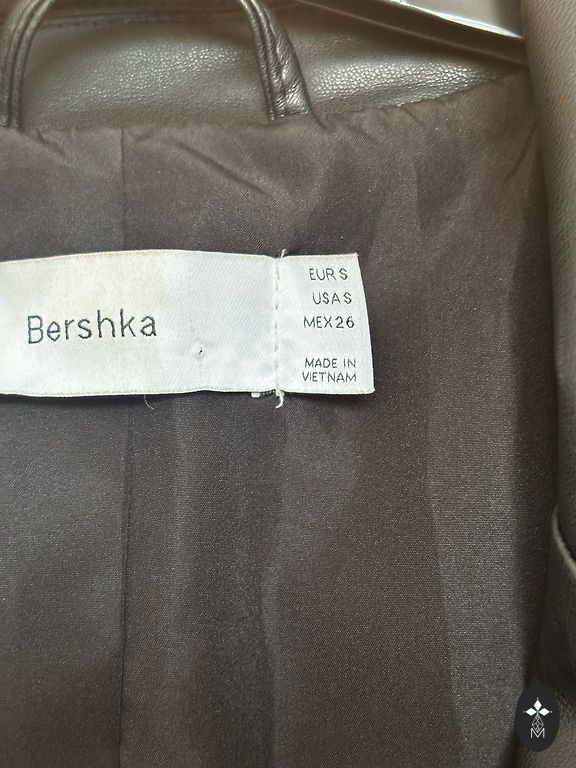 Bershka
EUR S
USA S
MEX 26
MADE IN
VIETNAM
M